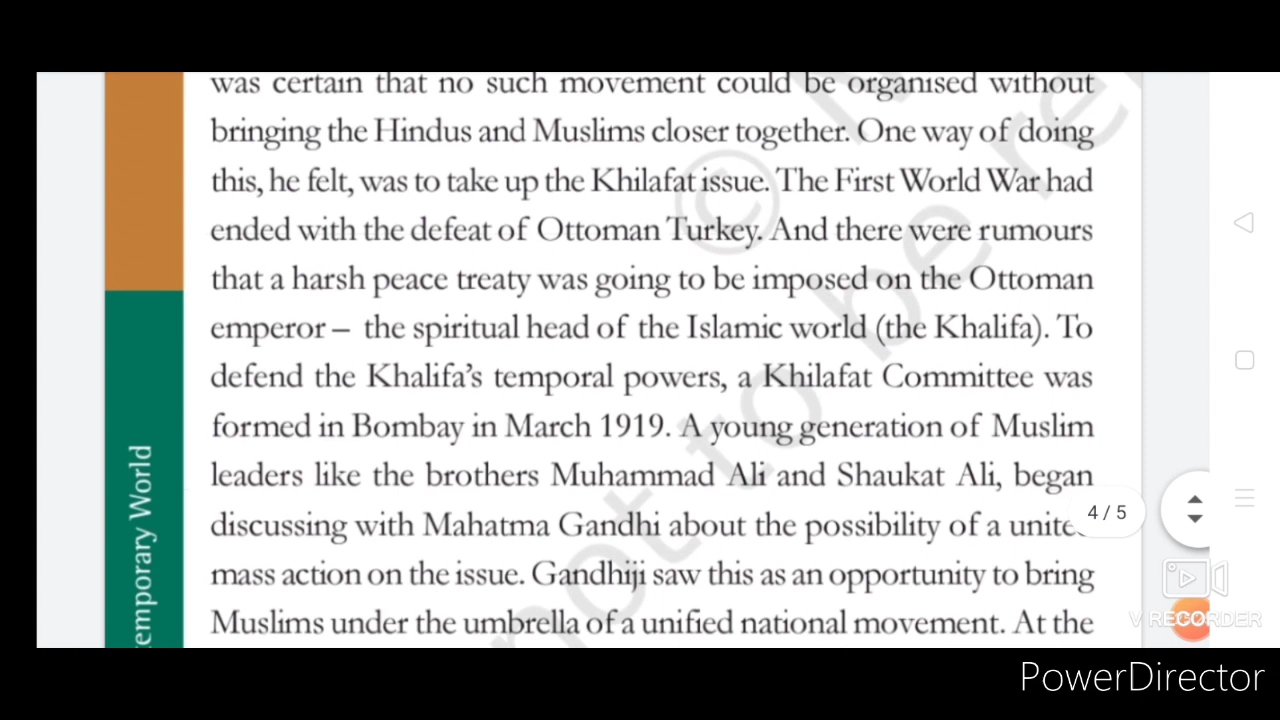 was certain that no such movement could be organised without
bringing the Hindus and Muslims closer together. One way of doing
this, he felt, was to take up the Khilafat issue. The First World War had
ended with the defeat of Ottoman Turkey. And there were rumours
that a harsh peace treaty was going to be imposed on the Ottoman
emperor – the spiritual head of the Islamic world (the Khalifa). To
defend the Khalifa's temporal powers, a Khilafat Committee was
formed in Bombay in March 1919. A young generation of Muslim
leaders like the brothers Muhammad Ali and Shaukat Ali, began
discussing with Mahatma Gandhi about the possibility of a unite
mass action on the issue. Gandhiji saw this as an opportunity to bring
Muslims under the umbrella of a unified national movement. At the
emporary World
4 / 5
©
not to be re
V RECORDER
PowerDirector